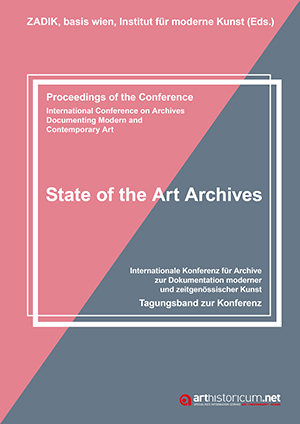 ZADIK, basis wien, Institut für moderne Kunst (Eds.)
Proceedings of the Conference
International Conference on Archives
Documenting Modern and
Contemporary Art
State of the Art Archives
Internationale Konferenz für Archive
zur Dokumentation moderner
und zeitgenössischer Kunst
Tagungsband zur Konferenz
arthistoricum.net